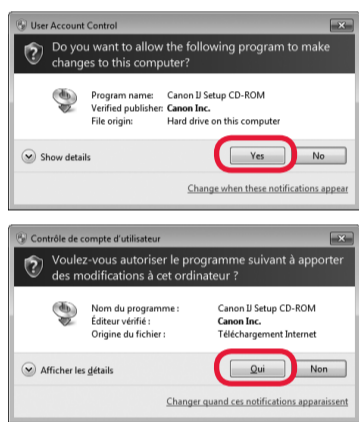 User Account Control
Do you want to allow the following program to make
changes to this computer?
Program name: Canon IJ Setup CD-ROM
Verified publisher: Canon Inc.
File origin: Hard drive on this computer
Show details
Yes
No
Change when these notifications appear
Contrôle de compte d'utilisateur
Voulez-vous autoriser le programme suivant à apporter
des modifications à cet ordinateur ?
Nom du programme : Canon IJ Setup CD-ROM
Éditeur vérifié : Canon Inc.
Origine du fichier : Téléchargement Internet
Afficher les détails
Oui
Non
Changer quand ces notifications apparaissent